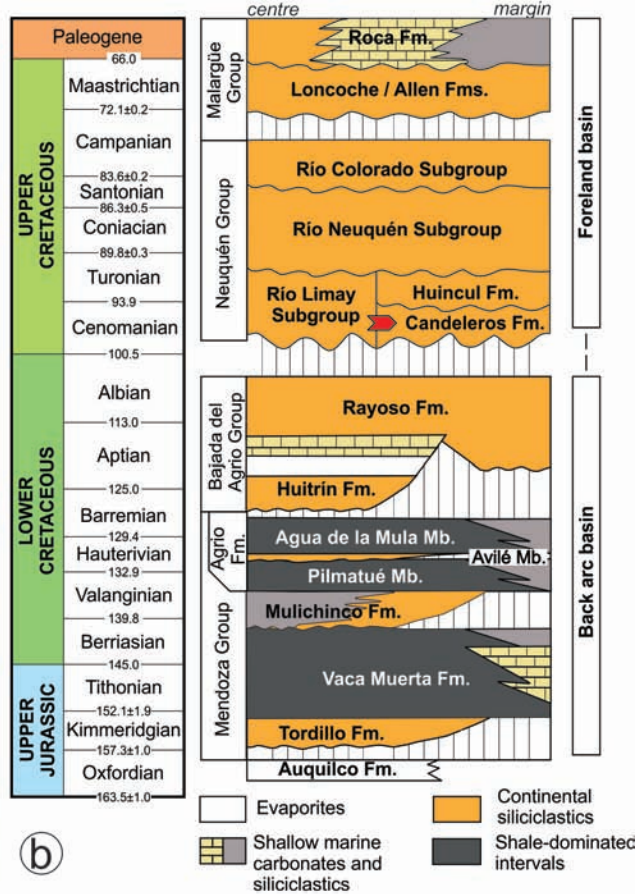 centre
margin
Paleogene
66.0
Maastrichtian
72.1±0.2
Campanian
83.6±0.2
Santonian
86.3±0.5
Coniacian
89.8±0.3
Turonian
93.9
Cenomanian
100.5
Albian
113.0
Aptian
125.0
Barremian
129.4
Hauterivian
132.9
Valanginian
139.8
Berriasian
145.0
Tithonian
152.1±1.9
Kimmeridgian
157.3±1.0
Oxfordian
163.5±1.0
UPPER
CRETACEOUS
LOWER
CRETACEOUS
UPPER
JURASSIC
Malargüe
Group
Neuquén Group
Bajada del
Agrio Group
Agrio
Fm.
Mendoza Group
Roca Fm.
Loncoche / Allen Fms.
Río Colorado Subgroup
Río Neuquén Subgroup
Río Limay
Subgroup
Huincul Fm.
Candeleros Fm.
Rayoso Fm.
Huitrín Fm.
Agua de la Mula Mb.
Avilé Mb.
Pilmatué Mb.
Mulichinco Fm.
Vaca Muerta Fm.
Tordillo Fm.
Auquilco Fm.
Foreland basin
Back arc basin
Evaporites
Continental
siliciclastics
Shallow marine
carbonates and
siliciclastics
Shale-dominated
intervals
b